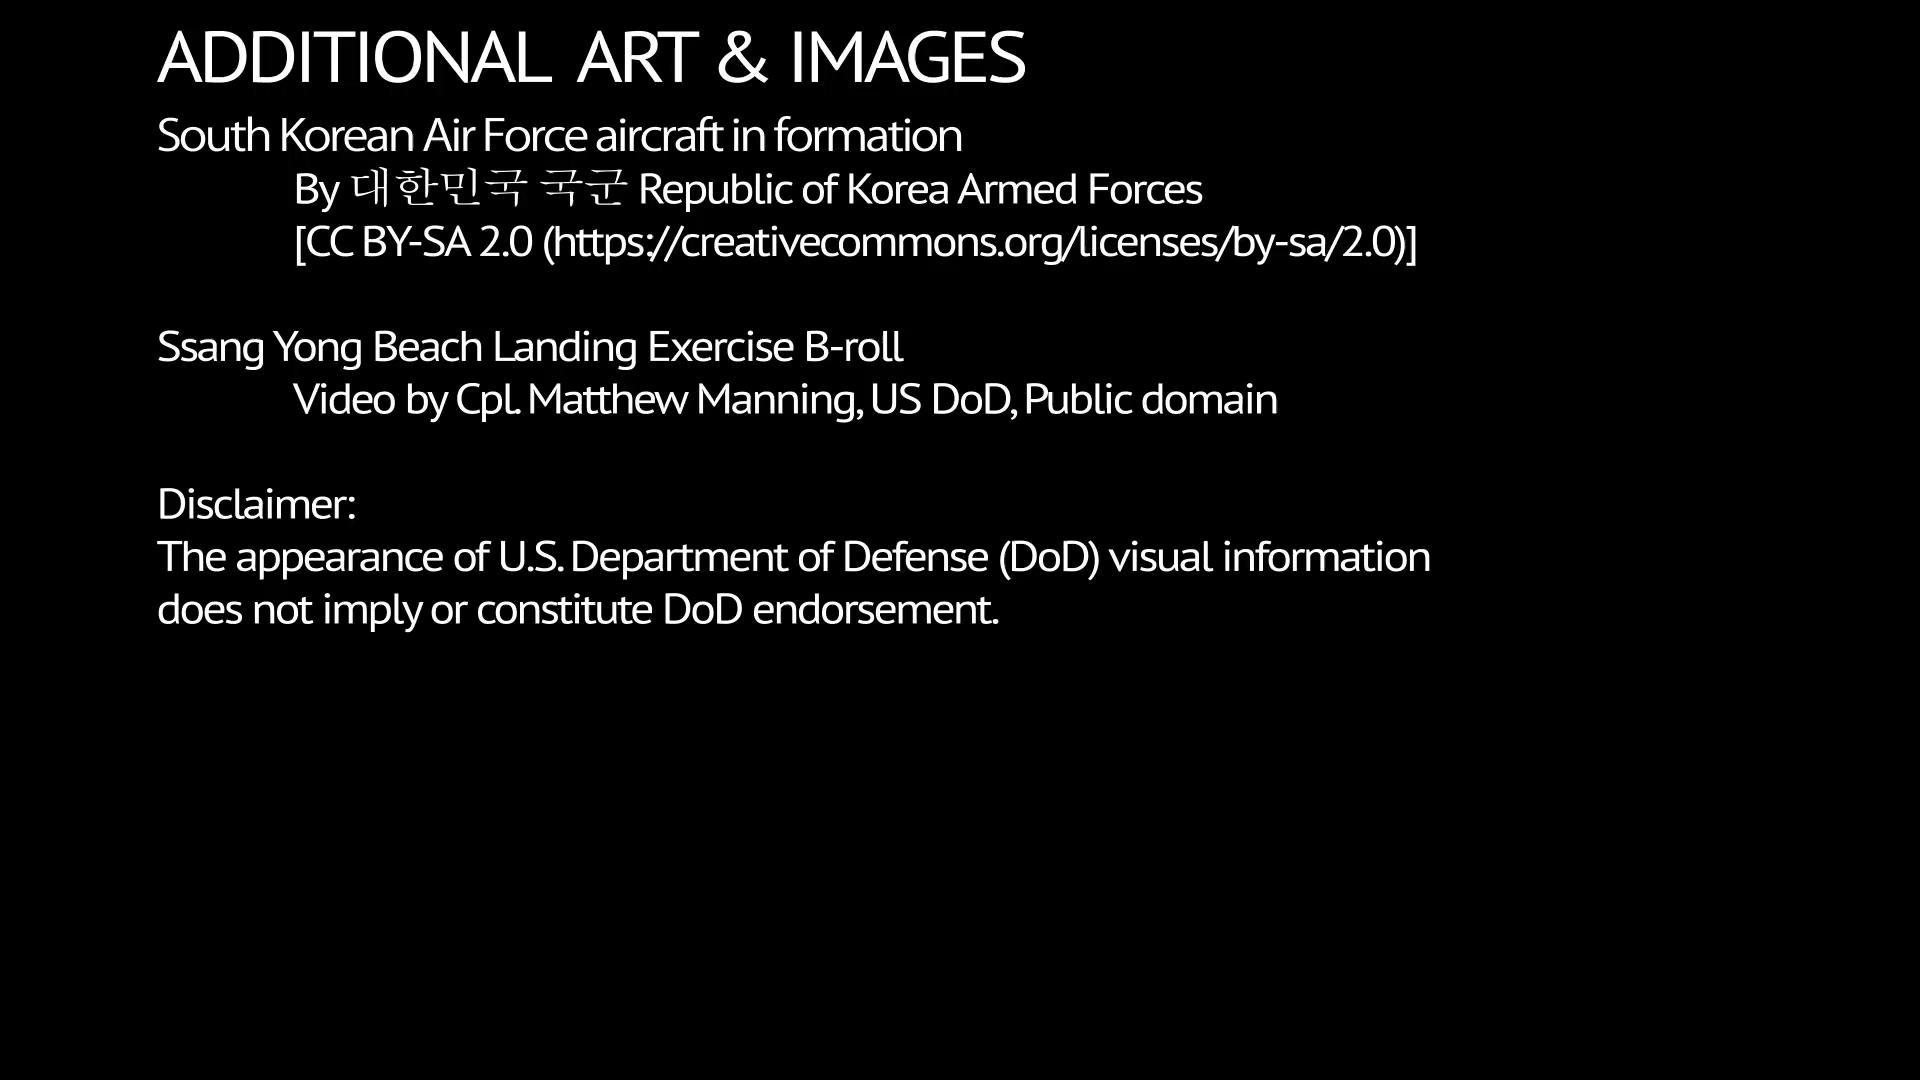 ADDITIONAL ART & IMAGES
South Korean Air Force aircraft in formation
By 대한민국 국군 Republic of Korea Armed Forces
[CC BY-SA 2.0 (https://creativecommons.org/licenses/by-sa/2.0)]
Ssang Yong Beach Landing Exercise B-roll
Video by Cpl. Matthew Manning, US DoD, Public domain
Disclaimer:
The appearance of U.S. Department of Defense (DoD) visual information
does not imply or constitute DoD endorsement.